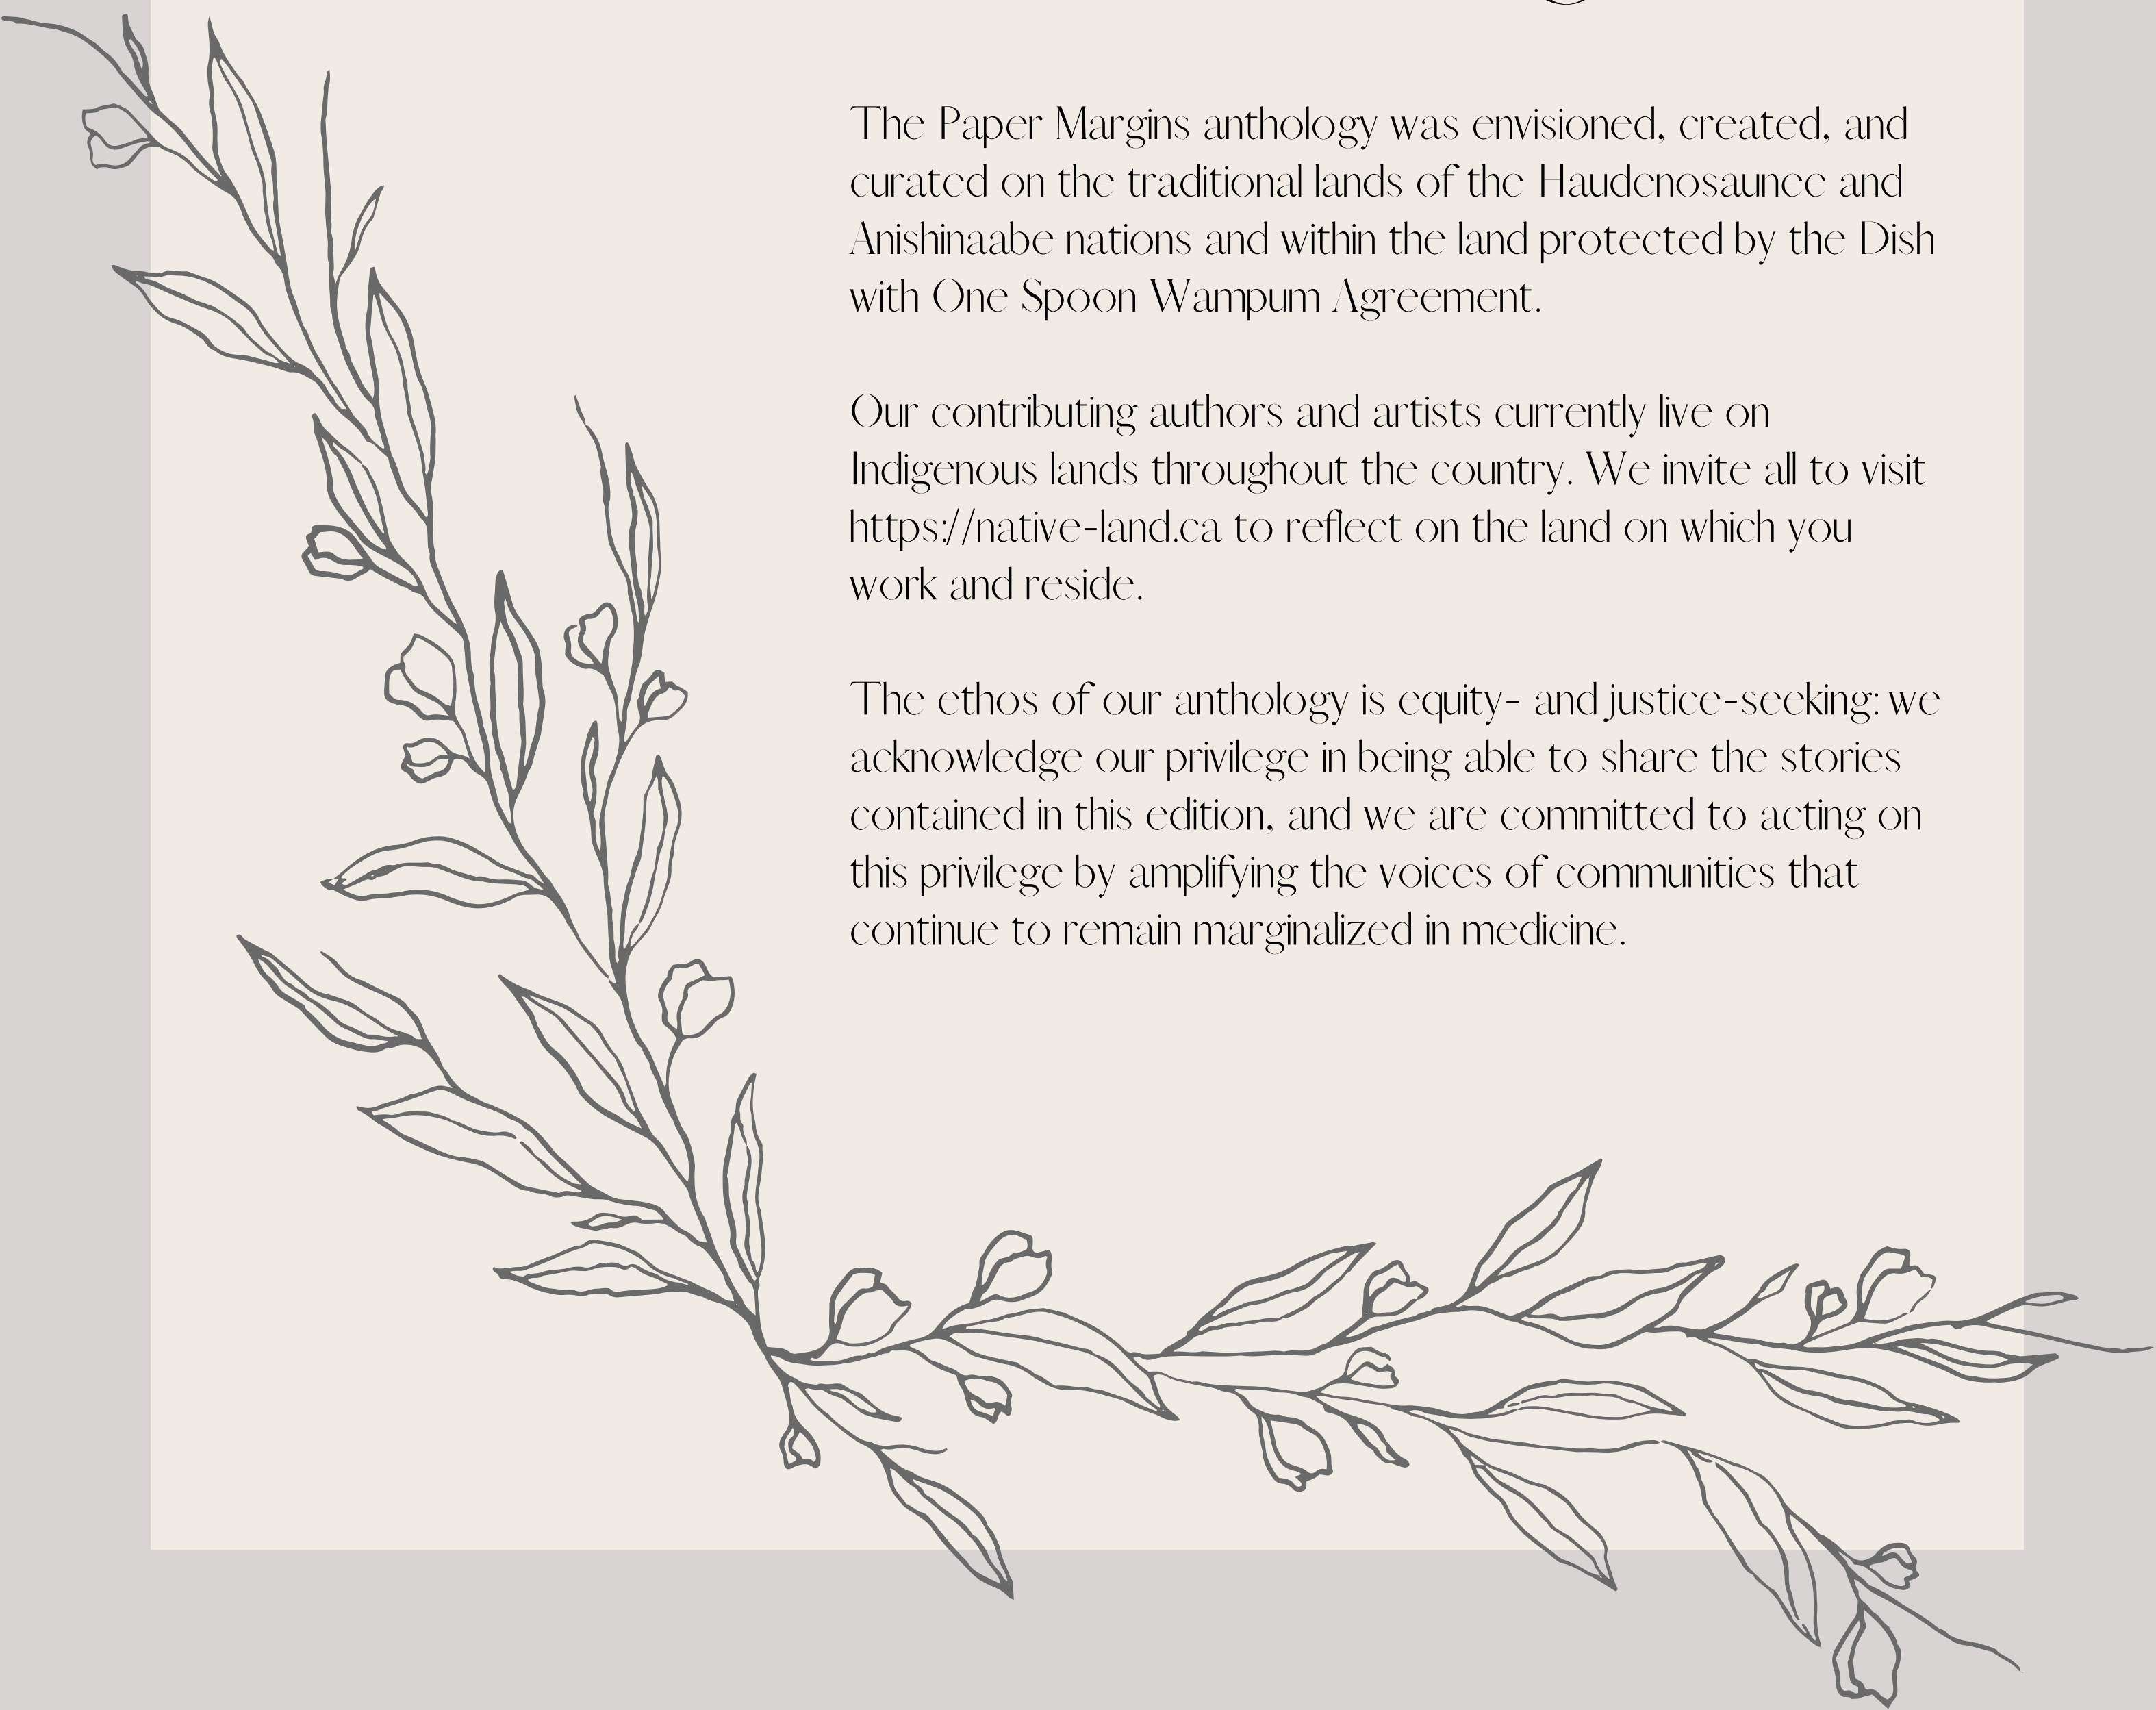 The Paper Margins anthology was envisioned, created, and
curated on the traditional lands of the Haudenosaunee and
Anishinaabe nations and within the land protected by the Dish
with One Spoon Wampum Agreement.
Our contributing authors and artists currently live on
Indigenous lands throughout the country. We invite all to visit
https://native-land.ca to reflect on the land on which you
work and reside.
The ethos of our anthology is equity- and justice-seeking: we
acknowledge our privilege in being able to share the stories
contained in this edition, and we are committed to acting on
this privilege by amplifying the voices of communities that
continue to remain marginalized in medicine.